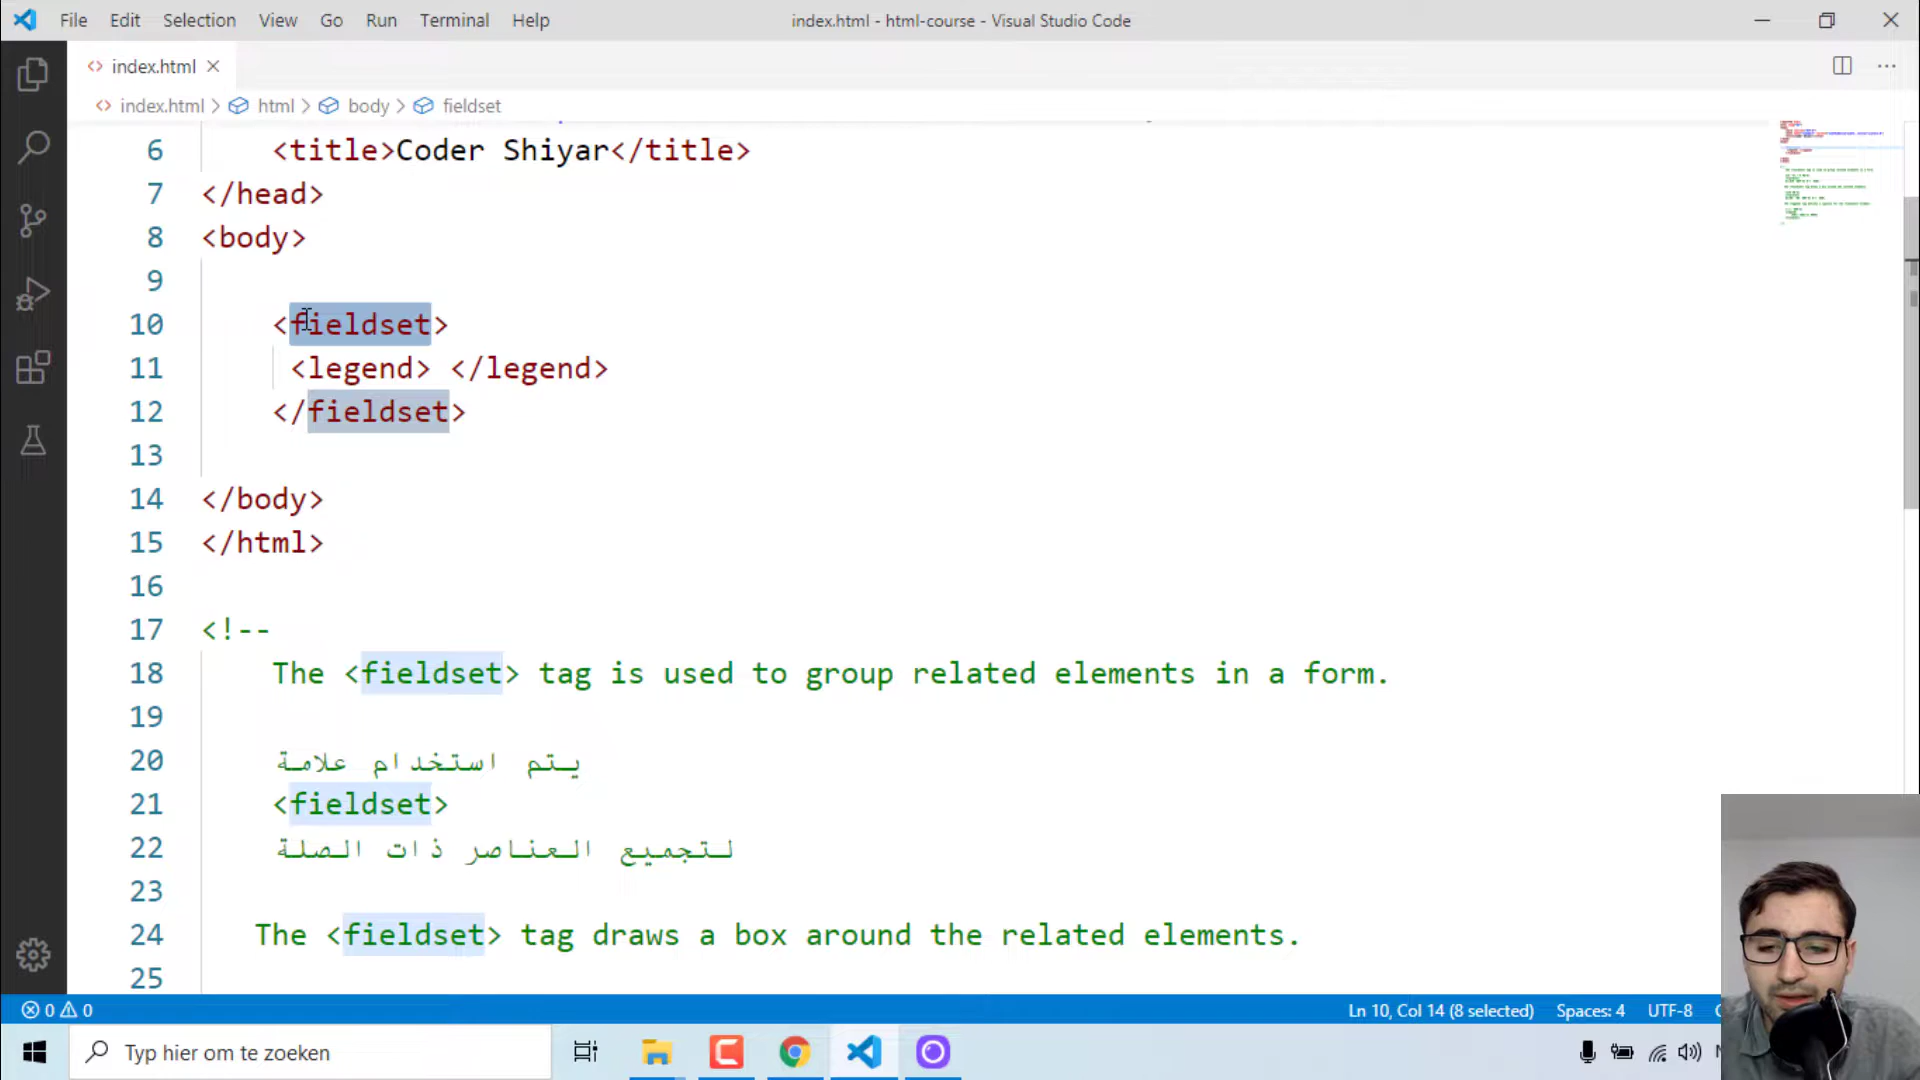 File Edit Selection View Go Run Terminal Help
index.html - html-course - Visual Studio Code
index.html
index.html > html > body > fieldset
6 <title>Coder Shiyar</title>
7 </head>
8 <body>
9
10 <fieldset>
11 <legend> </legend>
12 </fieldset>
13
14 </body>
15 </html>
16
17 <!--
18 The <fieldset> tag is used to group related elements in a form.
19
20 يتم استخدام علامة
21 <fieldset>
22 لتجميع العناصر ذات الصلة
23
24 The <fieldset> tag draws a box around the related elements.
25
0 0
Ln 10, Col 14 (8 selected) Spaces: 4 UTF-8
Typ hier om te zoeken